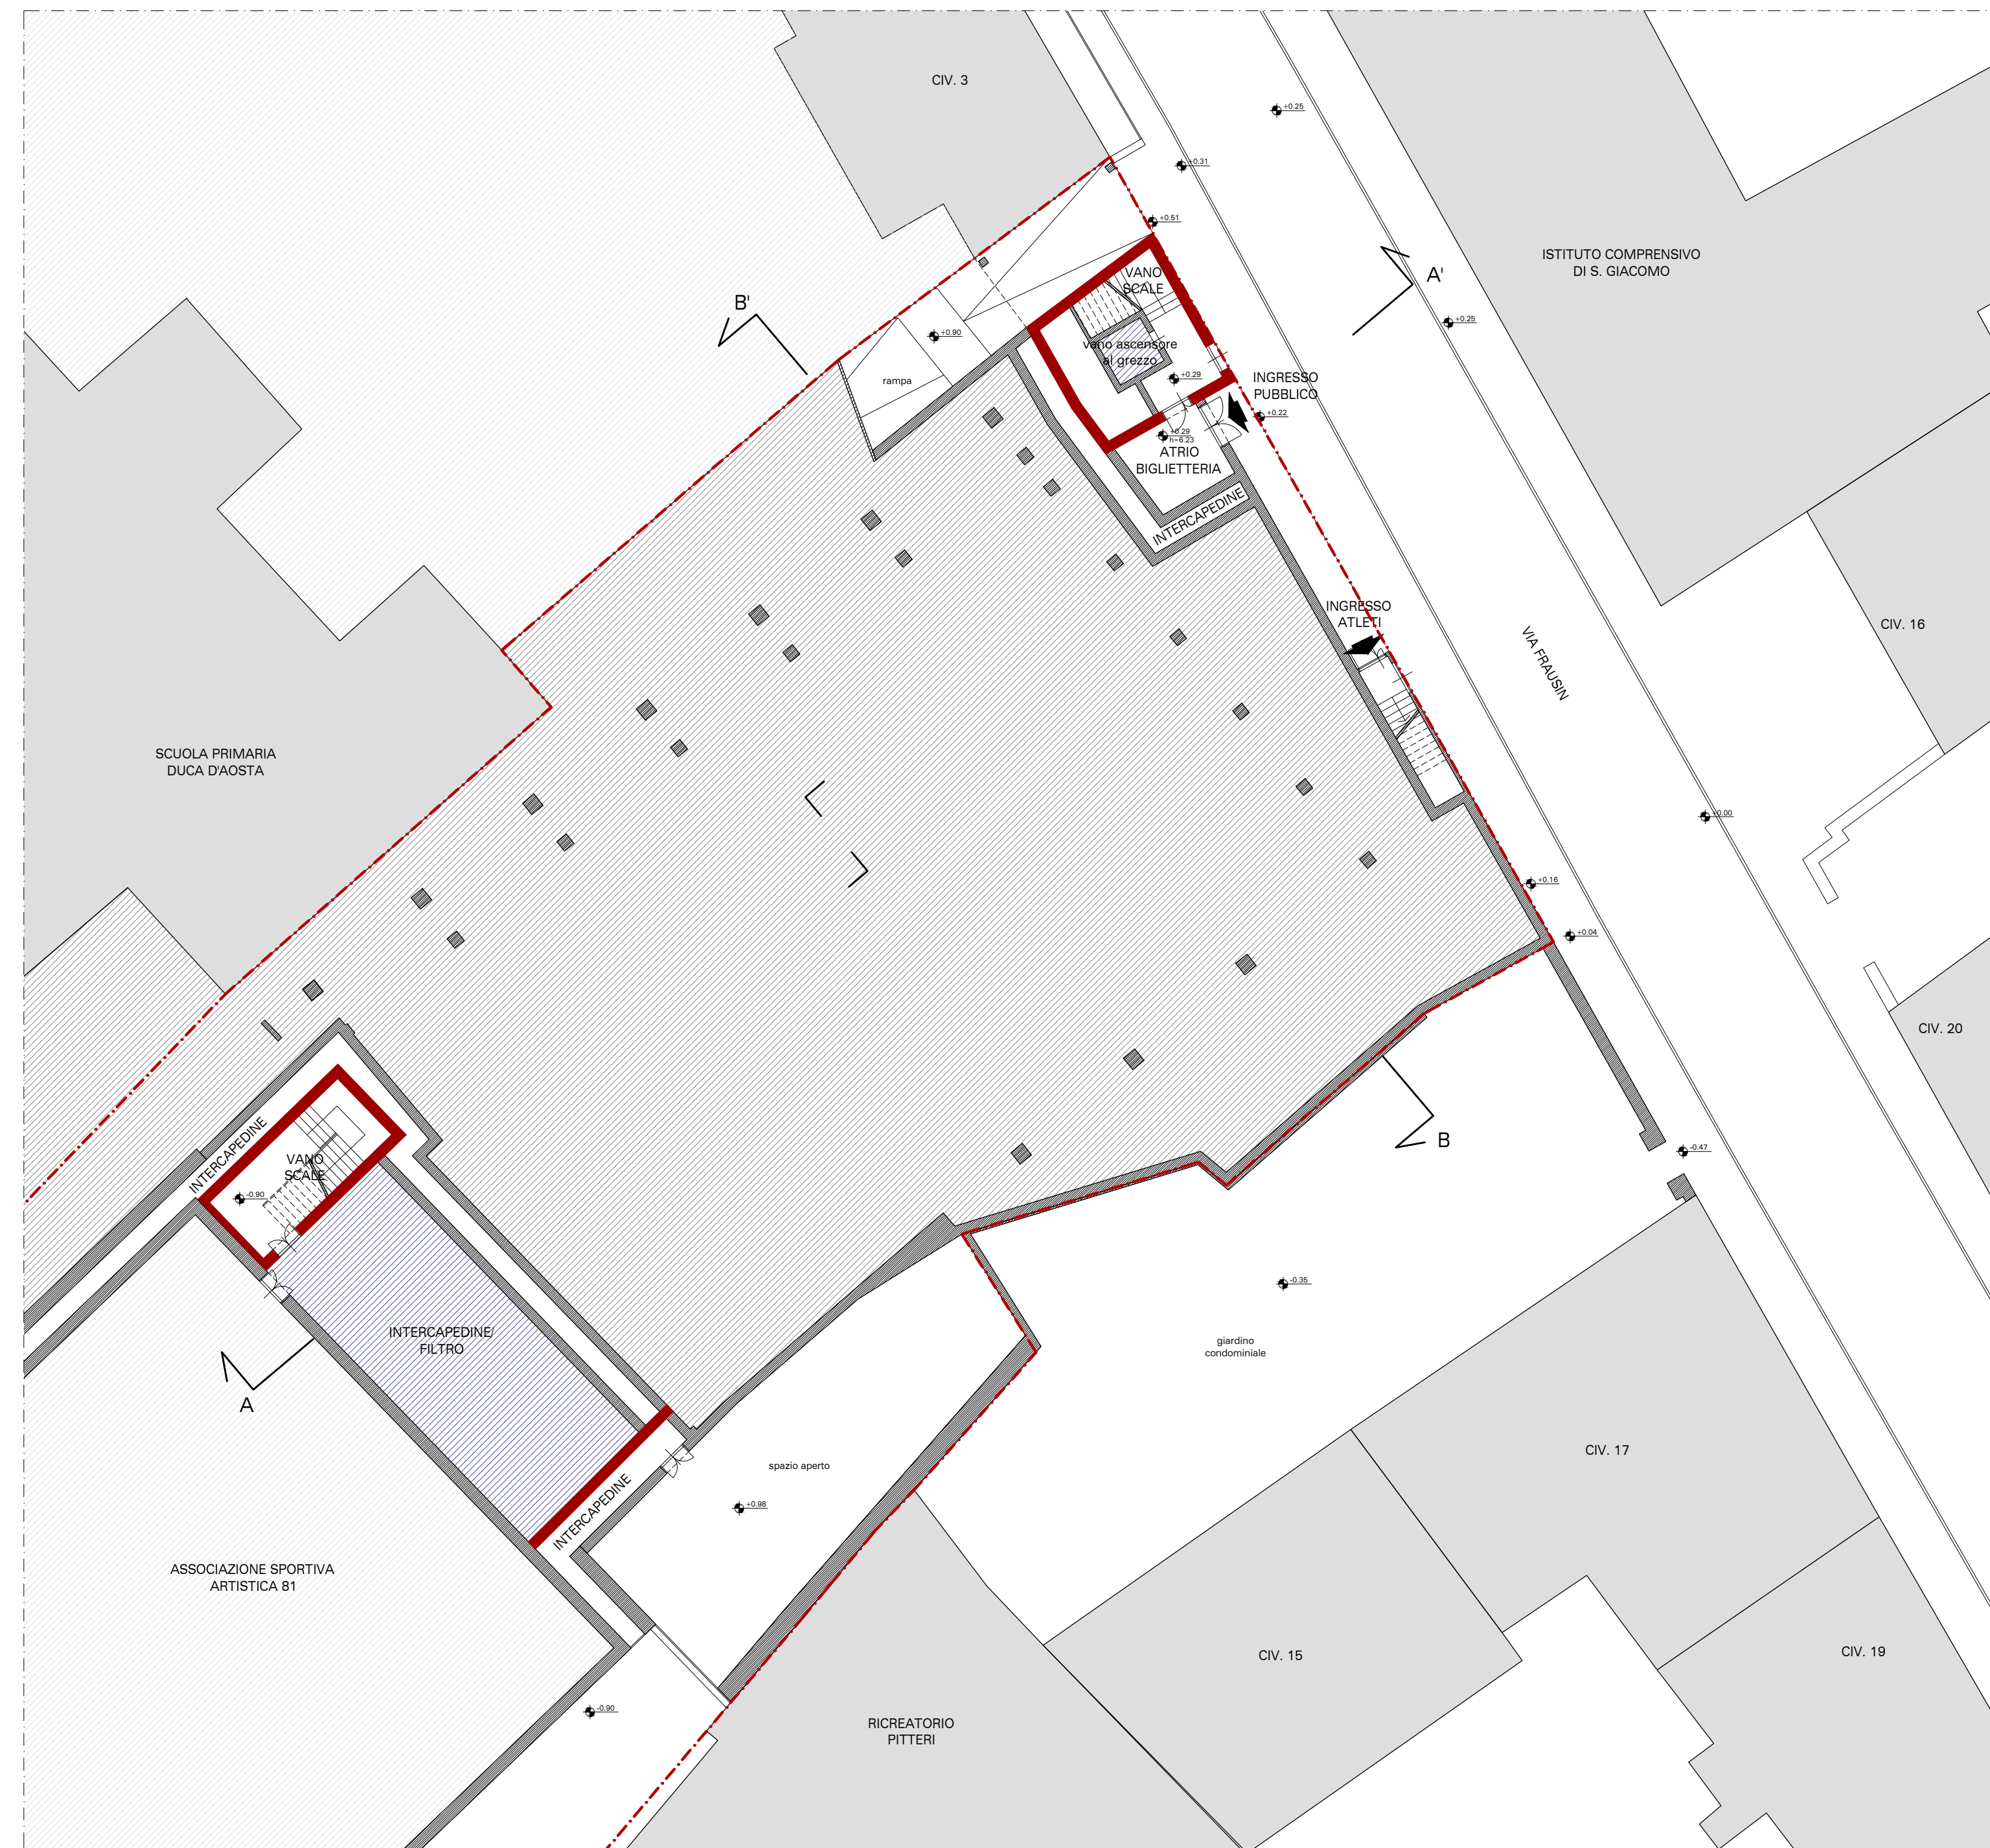 CIV. 3
+0.25
+0.31
+0.51
ISTITUTO COMPRENSIVO
DI S. GIACOMO
A'
VANO
SCALE
B'
+0.90
+0.25
vano ascensore
al grezzo
rampa
+0.29
INGRESSO
PUBBLICO
+0.22
+0.29
h=6.23
ATRIO
BIGLIETTERIA
INTERCAPEDINE
INGRESSO
ATLETI
CIV. 16
VIA FRAUSIN
SCUOLA PRIMARIA
DUCA D'AOSTA
+0.00
+0.16
+0.04
CIV. 20
B
-0.47
INTERCAPEDINE
VANO
SCALE
-0.90
-0.35
INTERCAPEDINE/
FILTRO
giardino
condominiale
A
spazio aperto
CIV. 17
+0.98
INTERCAPEDINE
ASSOCIAZIONE SPORTIVA
ARTISTICA 81
CIV. 15
CIV. 19
-0.90
RICREATORIO
PITTERI